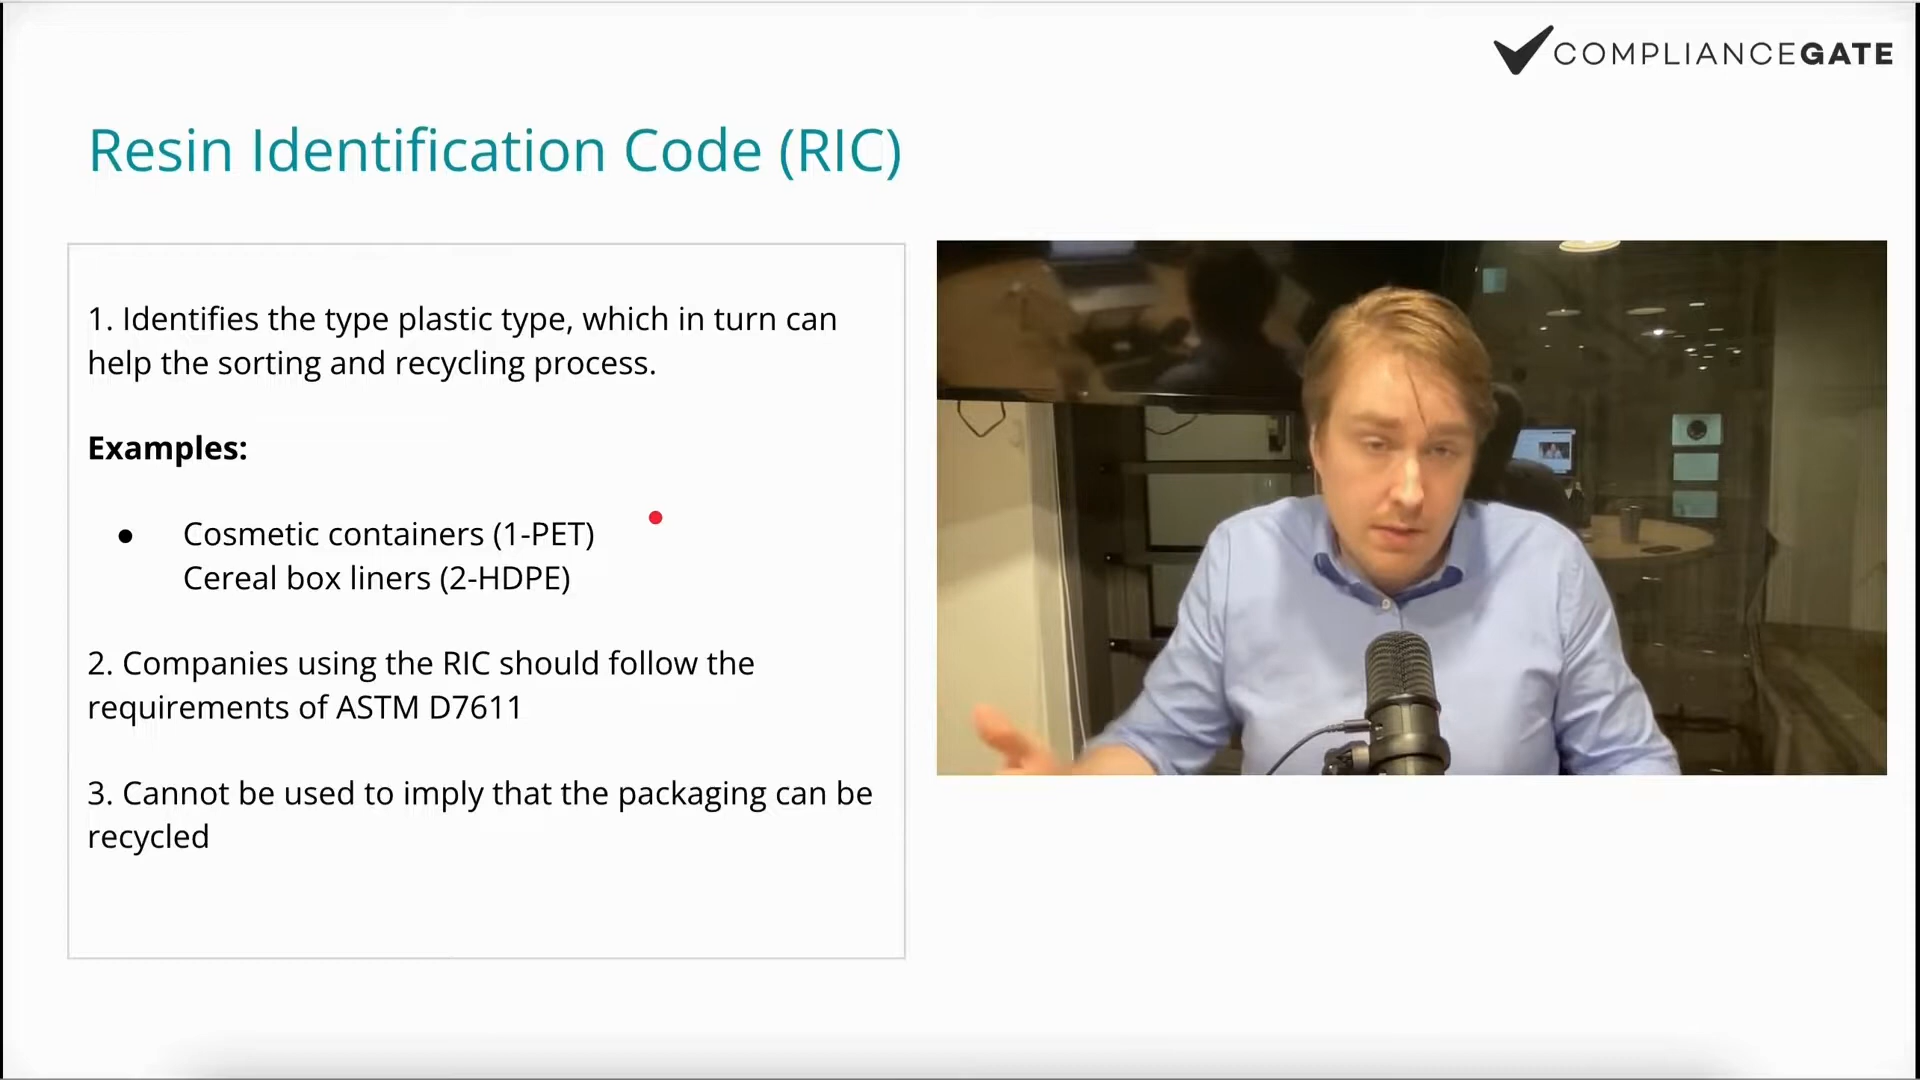 COMPLIANCEGATE
Resin Identification Code (RIC)
1. Identifies the type plastic type, which in turn can
help the sorting and recycling process.
Examples:
● Cosmetic containers (1-PET)
Cereal box liners (2-HDPE)
2. Companies using the RIC should follow the
requirements of ASTM D7611
3. Cannot be used to imply that the packaging can be
recycled